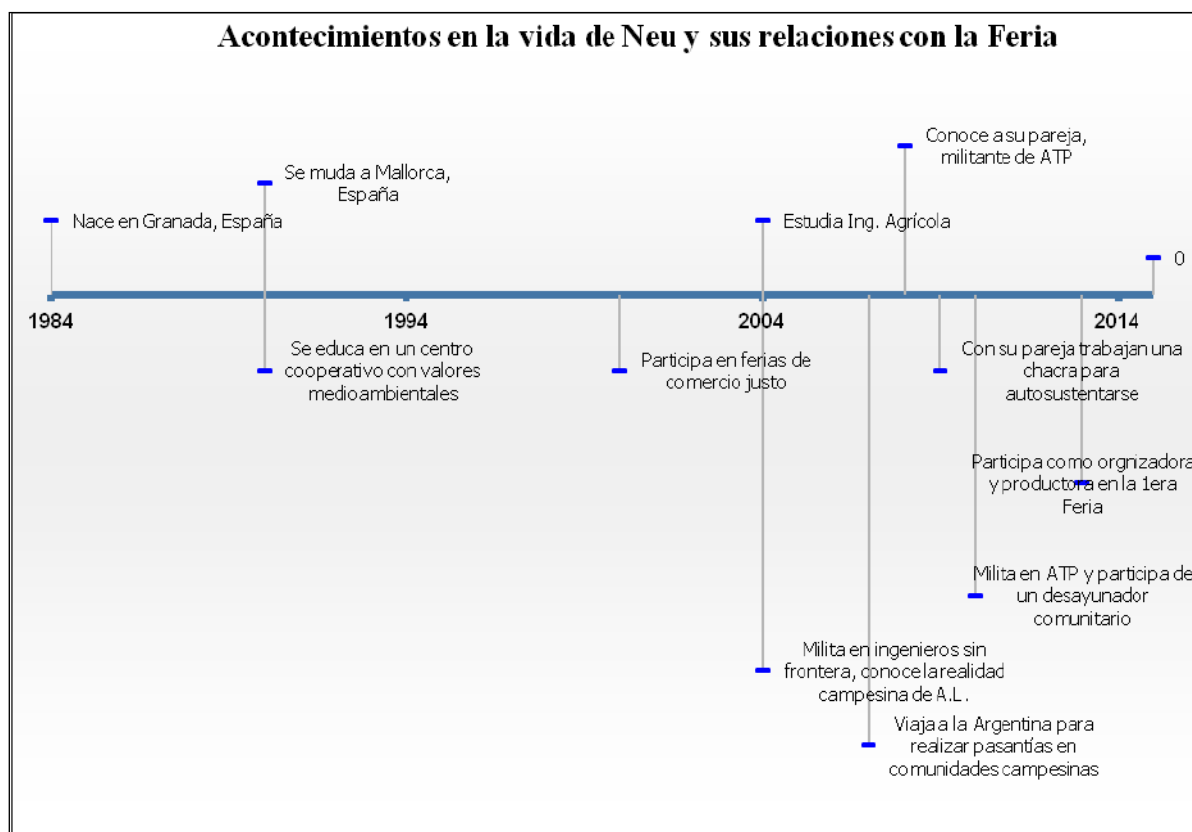 Acontecimientos en la vida de Neu y sus relaciones con la Feria
Conoce a su pareja,
militante de ATP
Se muda a Mallorca,
España
Nace en Granada, España
Estudia Ing. Agrícola
0
1984
1994
2004
2014
Se educa en un centro
cooperativo con valores
medioambientales
Participa en ferias de
comercio justo
Con su pareja trabajan una
chacra para
autosustentarse
Participa como orgnizadora
y productora en la 1era
Feria
Milita en ATP y participa de
un desayunador
comunitario
Milita en ingenieros sin
frontera, conoce la realidad
campesina de A.L.
Viaja a la Argentina para
realizar pasantías en
comunidades campesinas